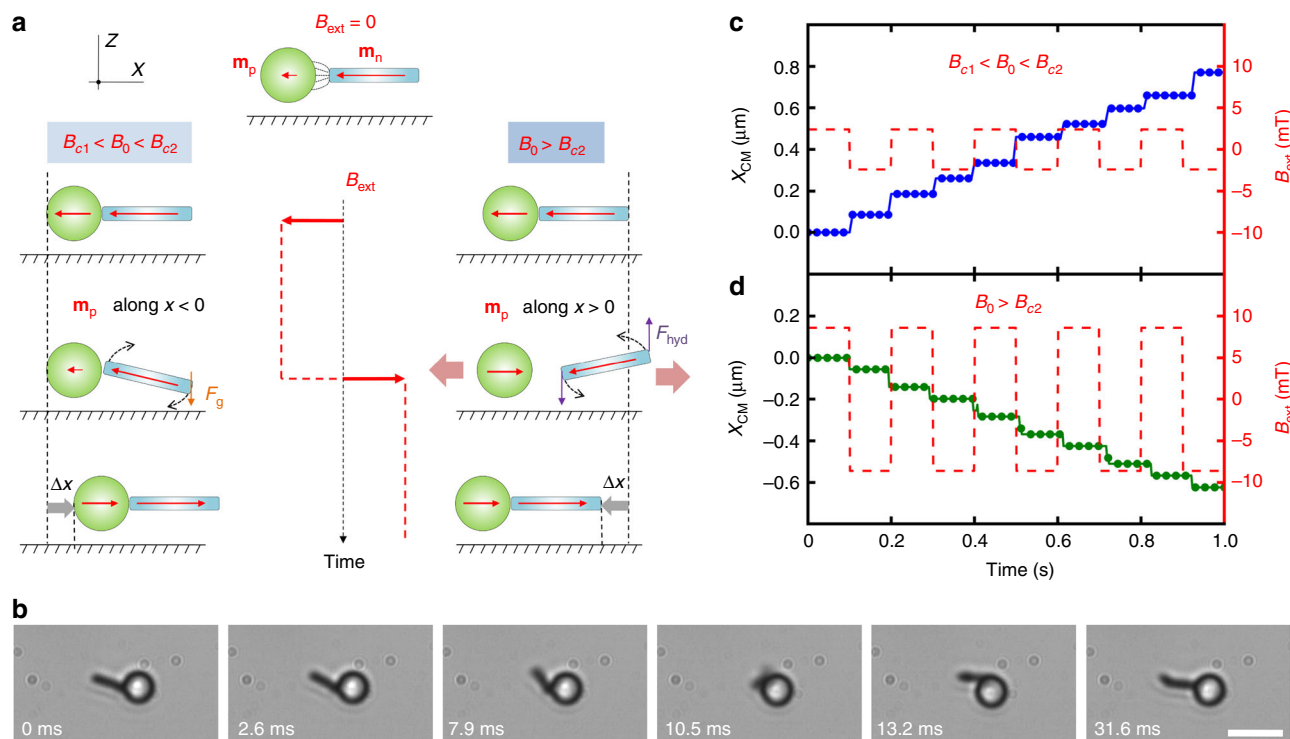 a
Z
X
B_ext = 0
m_p
m_n
B_c1 < B_0 < B_c2
B_0 > B_c2
B_ext
m_p along x < 0
m_p along x > 0
F_hyd
F_g
Δx
Δx
Time
c
B_c1 < B_0 < B_c2
X_CM (μm)
0.8
0.6
0.4
0.2
0.0
10
5
0
−5
−10
B_ext (mT)
d
B_0 > B_c2
X_CM (μm)
0.2
0.0
−0.2
−0.4
−0.6
10
5
0
−5
−10
B_ext (mT)
0 0.2 0.4 0.6 0.8 1.0
Time (s)
b
0 ms 2.6 ms 7.9 ms 10.5 ms 13.2 ms 31.6 ms